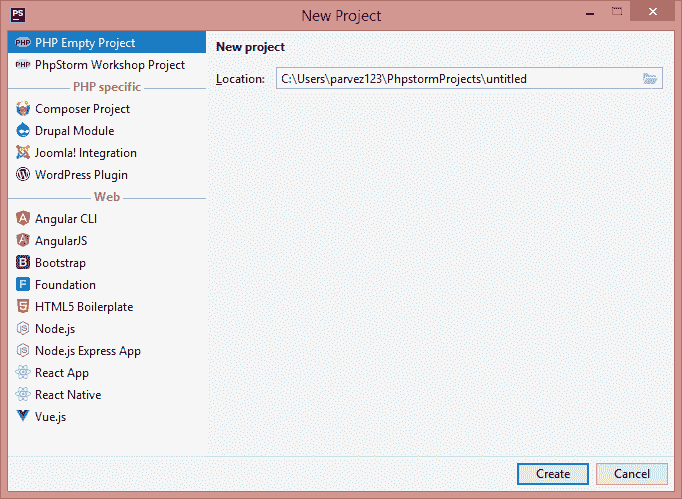 PS
New Project
PHP PHP Empty Project
PHP PhpStorm Workshop Project
PHP specific
Composer Project
Drupal Module
Joomla! Integration
WordPress Plugin
Web
Angular CLI
AngularJS
Bootstrap
Foundation
HTML5 Boilerplate
Node.js
Node.js Express App
React App
React Native
Vue.js
New project
Location: C:\Users\parvez123\PhpstormProjects\untitled
Create Cancel